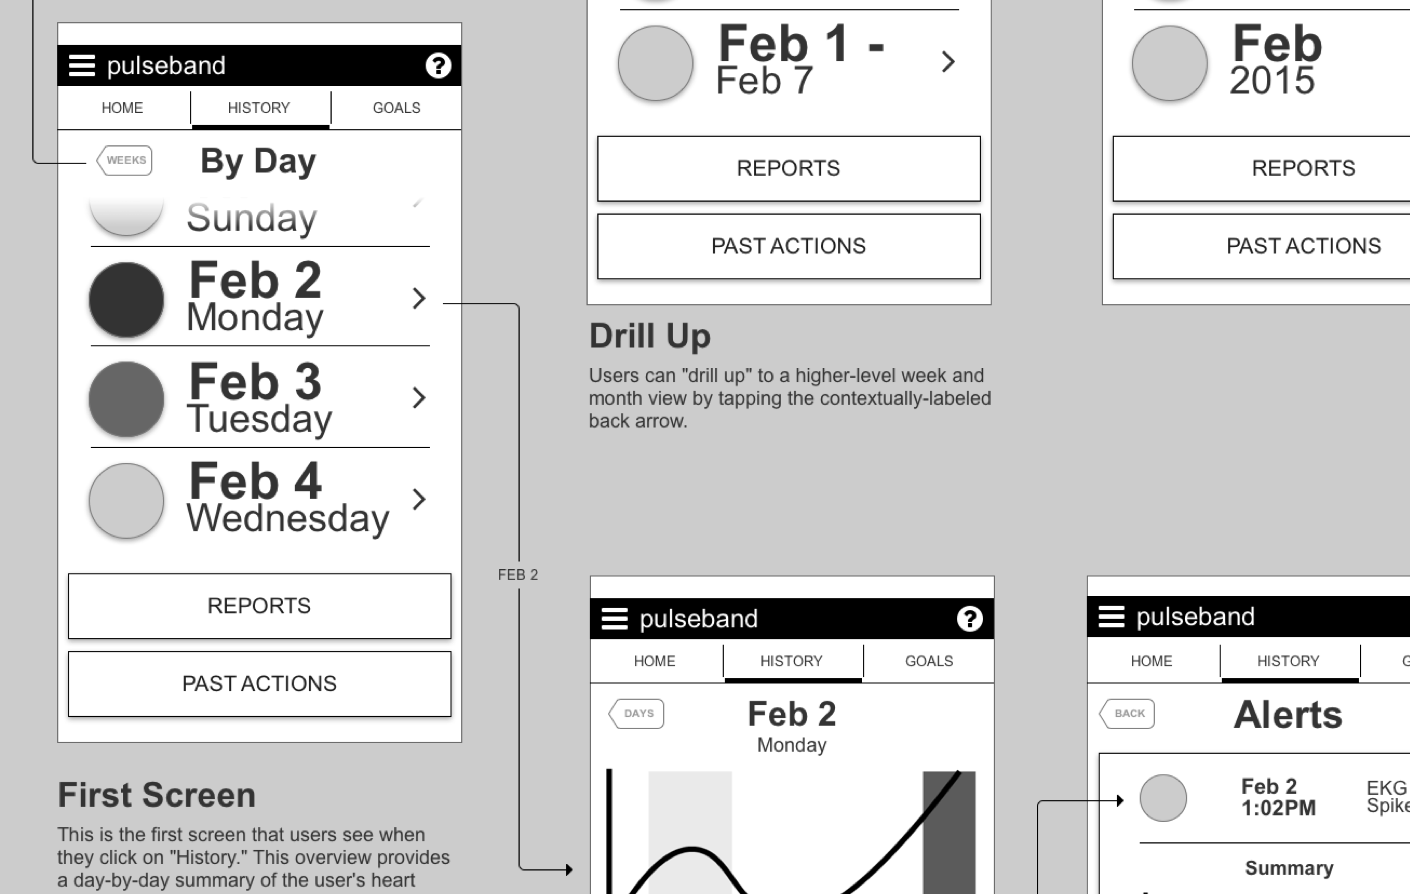 pulseband
?
HOME
HISTORY
GOALS
WEEKS
By Day
Sunday
Feb 2
Monday
Feb 3
Tuesday
Feb 4
Wednesday
REPORTS
PAST ACTIONS
First Screen
This is the first screen that users see when
they click on "History." This overview provides
a day-by-day summary of the user's heart
FEB 2
Feb 1 -
Feb 7
REPORTS
PAST ACTIONS
Drill Up
Users can "drill up" to a higher-level week and
month view by tapping the contextually-labeled
back arrow.
Feb
2015
REPORTS
PAST ACTIONS
pulseband
?
HOME
HISTORY
GOALS
DAYS
Feb 2
Monday
pulseband
HOME
HISTORY
G
BACK
Alerts
Feb 2
1:02PM
EKG
Spike
Summary